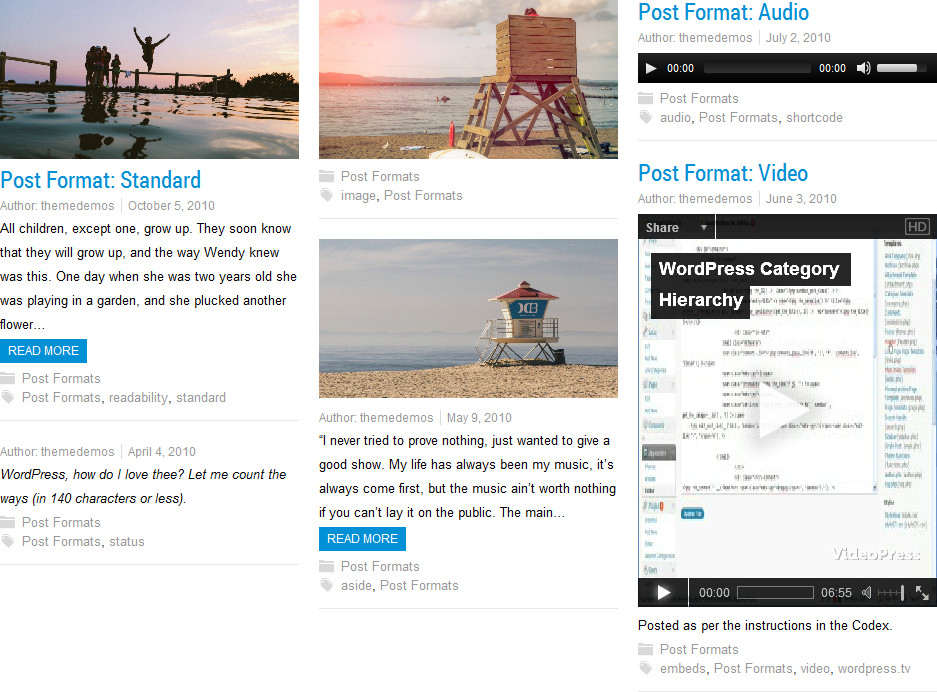 Post Format: Standard
Author: themedemos
October 5, 2010
All children, except one, grow up. They soon know
that they will grow up, and the way Wendy knew
was this. One day when she was two years old she
was playing in a garden, and she plucked another
flower…
READ MORE
Post Formats
Post Formats, readability, standard
Author: themedemos
April 4, 2010
WordPress, how do I love thee? Let me count the
ways (in 140 characters or less).
Post Formats
Post Formats, status
Post Formats
image, Post Formats
Author: themedemos
May 9, 2010
“I never tried to prove nothing, just wanted to give a
good show. My life has always been my music, it’s
always come first, but the music ain’t worth nothing
if you can’t lay it on the public. The main…
READ MORE
Post Formats
aside, Post Formats
Post Format: Audio
Author: themedemos
July 2, 2010
00:00
00:00
Post Formats
audio, Post Formats, shortcode
Post Format: Video
Author: themedemos
June 3, 2010
Share
HD
WordPress Category
Hierarchy
VideoPress
00:00
06:55
Posted as per the instructions in the Codex.
Post Formats
embeds, Post Formats, video, wordpress.tv